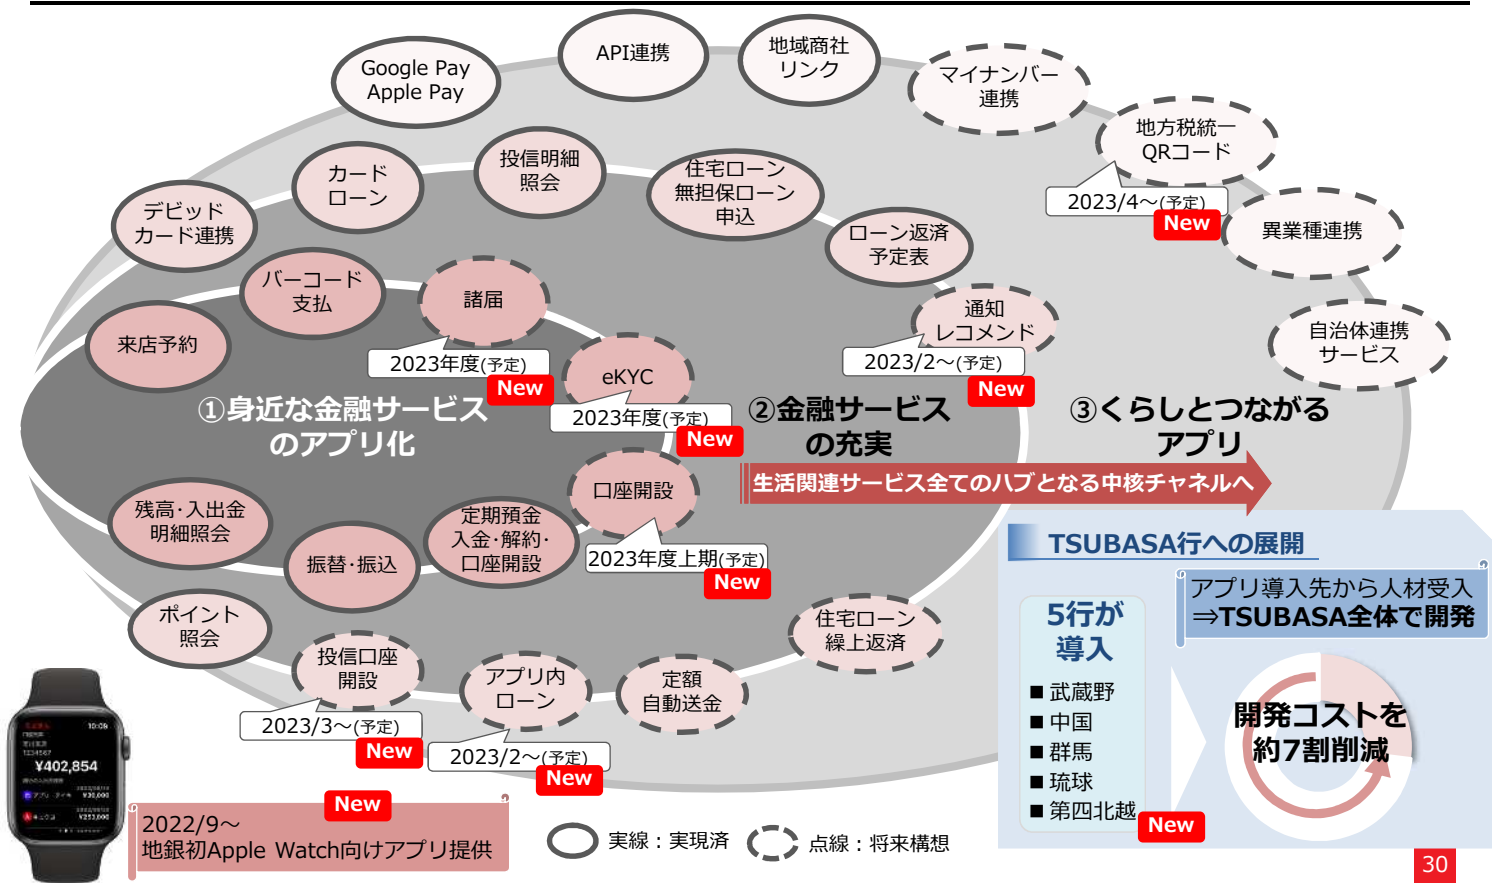 Google Pay
Apple Pay
API連携
地域商社
リンク
マイナンバー
連携
地方税統一
QRコード
2023/4～(予定)
New
異業種連携
自治体連携
サービス
デビッド
カード連携
カード
ローン
投信明細
照会
住宅ローン
無担保ローン
申込
ローン返済
予定表
通知
レコメンド
2023/2～(予定)
New
来店予約
バーコード
支払
諸届
2023年度(予定)
New
eKYC
2023年度(予定)
New
①身近な金融サービス
のアプリ化
②金融サービス
の充実
③くらしとつながる
アプリ
生活関連サービス全てのハブとなる中核チャネルへ
残高･入出金
明細照会
振替･振込
定期預金
入金･解約･
口座開設
口座開設
2023年度上期(予定)
New
ポイント
照会
投信口座
開設
2023/3～(予定)
New
アプリ内
ローン
2023/2～(予定)
New
定額
自動送金
住宅ローン
繰上返済
TSUBASA行への展開
アプリ導入先から人材受入
⇒TSUBASA全体で開発
5行が
導入
■ 武蔵野
■ 中国
■ 群馬
■ 琉球
■ 第四北越
New
開発コストを
約7割削減
10:09
1234567
¥402,854
¥30,000
¥253,000
New
2022/9～
地銀初Apple Watch向けアプリ提供
実線：実現済
点線：将来構想
30